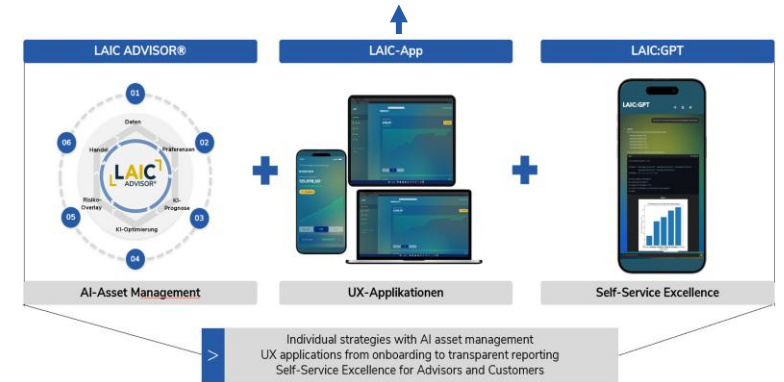 LAIC ADVISOR®
LAIC-App
LAIC:GPT
01
Daten
02
Präferenzen
03
KI-
Prognose
04
KI-Optimierung
05
Risiko-
Overlay
06
Handel
LAIC
ADVISOR®
LAIC:GPT
AI-Asset Management
UX-Applikationen
Self-Service Excellence
>
Individual strategies with AI asset management
UX applications from onboarding to transparent reporting
Self-Service Excellence for Advisors and Customers